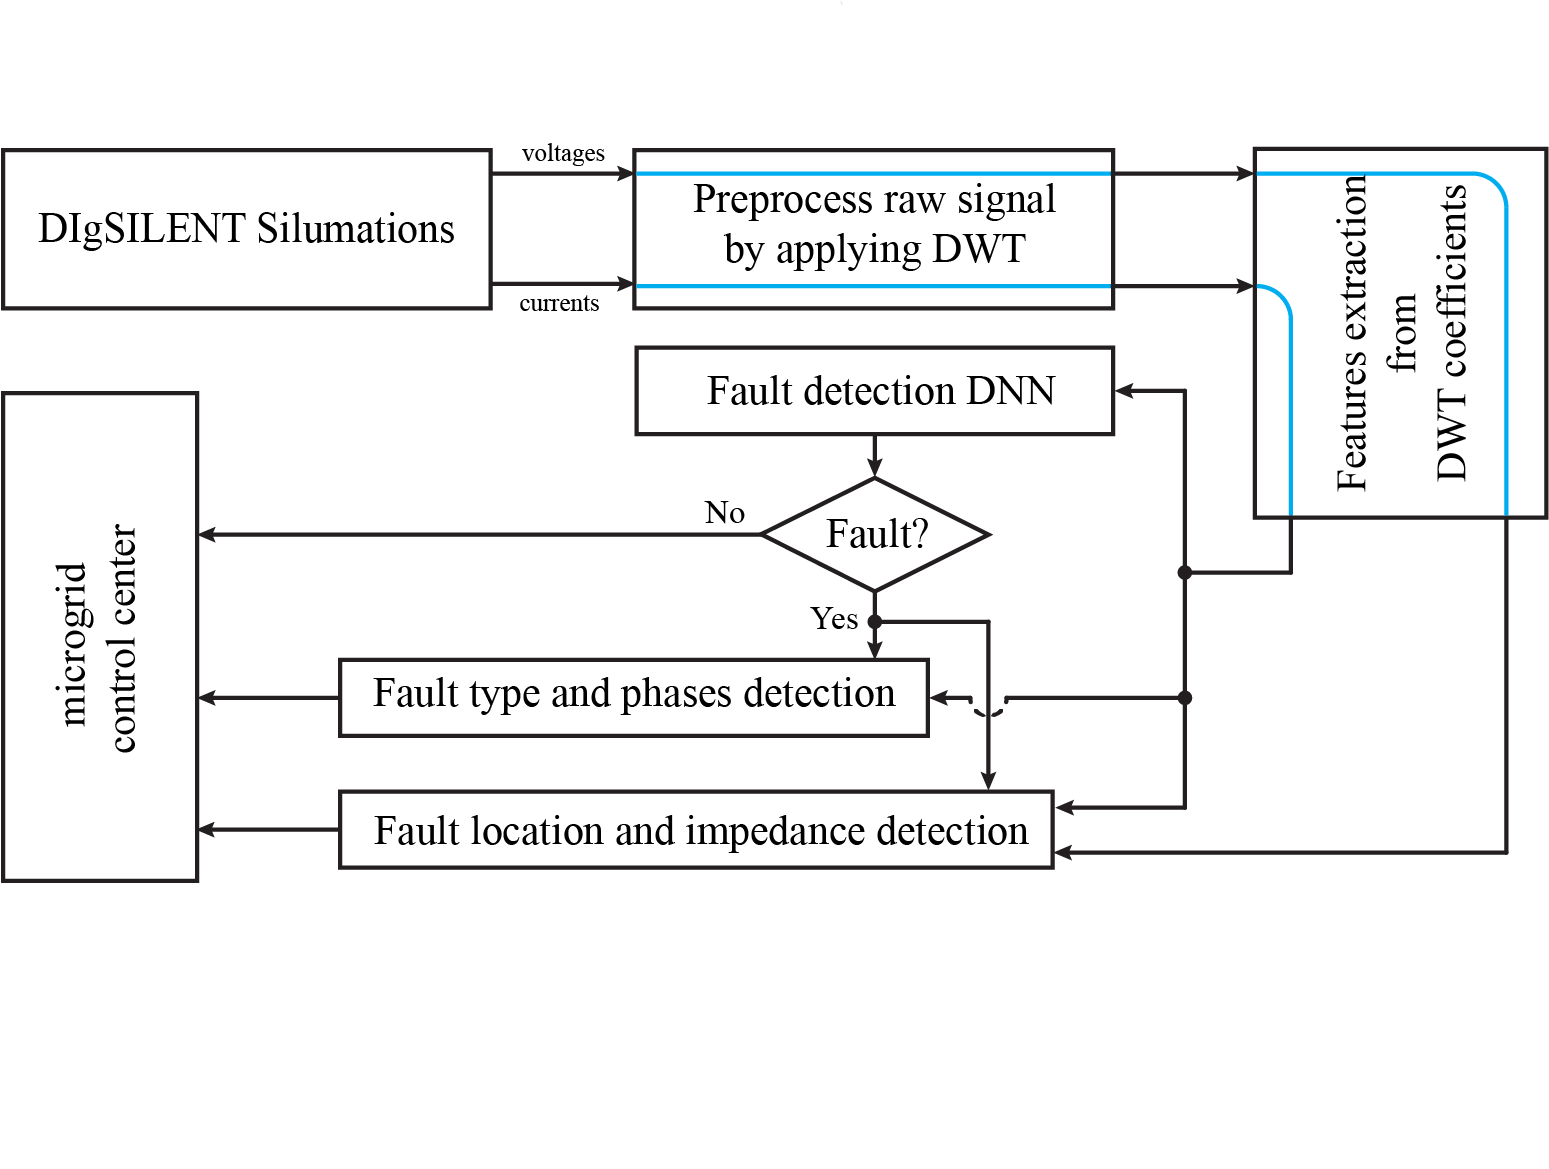 voltages
DIgSILENT Silumations
currents
Preprocess raw signal
by applying DWT
Features extraction
from
DWT coefficients
Fault detection DNN
No
Fault?
Yes
Fault type and phases detection
Fault location and impedance detection
microgrid
control center